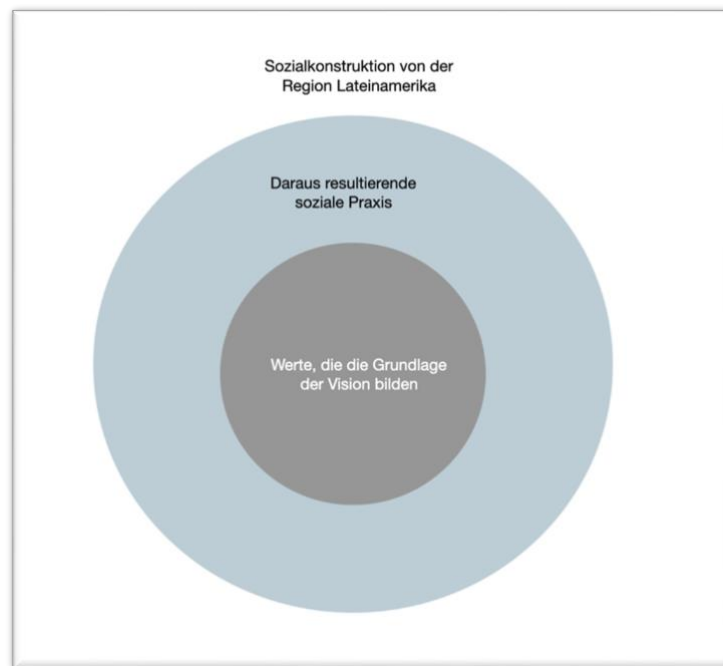 Sozialkonstruktion von der
Region Lateinamerika
Daraus resultierende
soziale Praxis
Werte, die die Grundlage
der Vision bilden